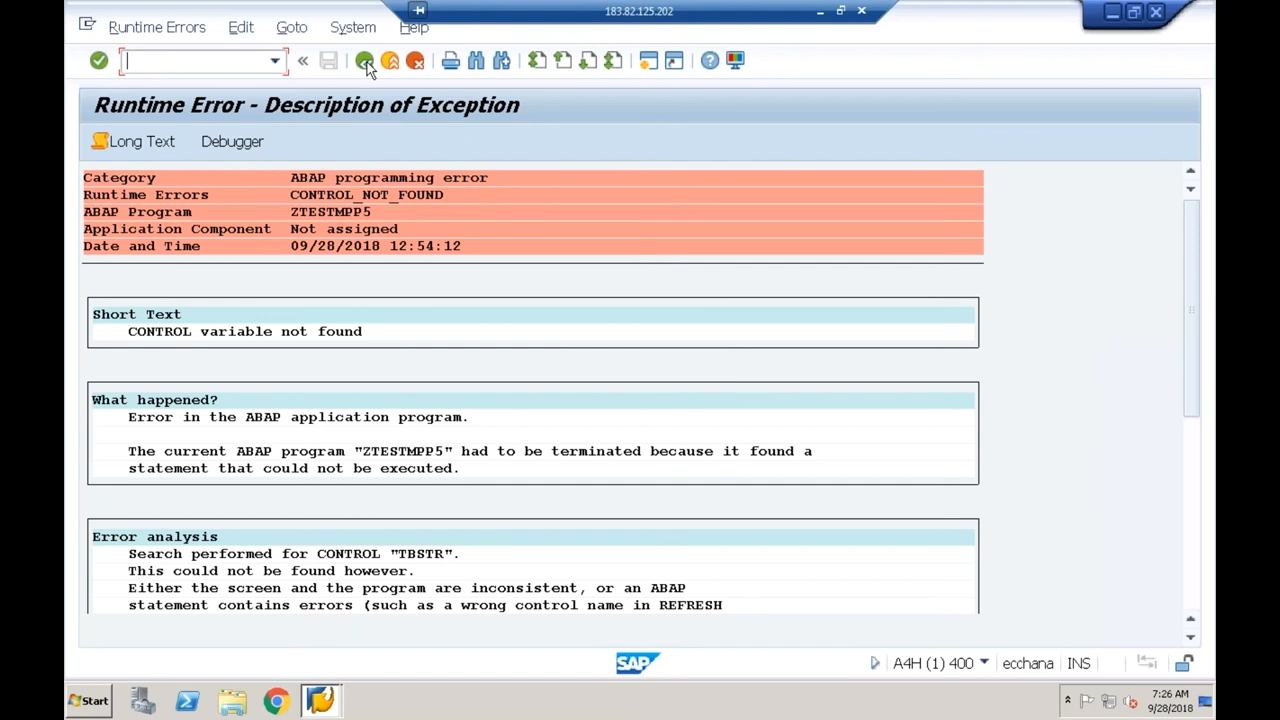 183.82.125.202
Runtime Errors Edit Goto System Help
Runtime Error - Description of Exception
Long Text Debugger
Category ABAP programming error
Runtime Errors CONTROL_NOT_FOUND
ABAP Program ZTESTMPP5
Application Component Not assigned
Date and Time 09/28/2018 12:54:12
Short Text
CONTROL variable not found
What happened?
Error in the ABAP application program.
The current ABAP program "ZTESTMPP5" had to be terminated because it found a
statement that could not be executed.
Error analysis
Search performed for CONTROL "TBSTR".
This could not be found however.
Either the screen and the program are inconsistent, or an ABAP
statement contains errors (such as a wrong control name in REFRESH
SAP
A4H (1) 400 ecchana INS
Start
7:26 AM
9/28/2018